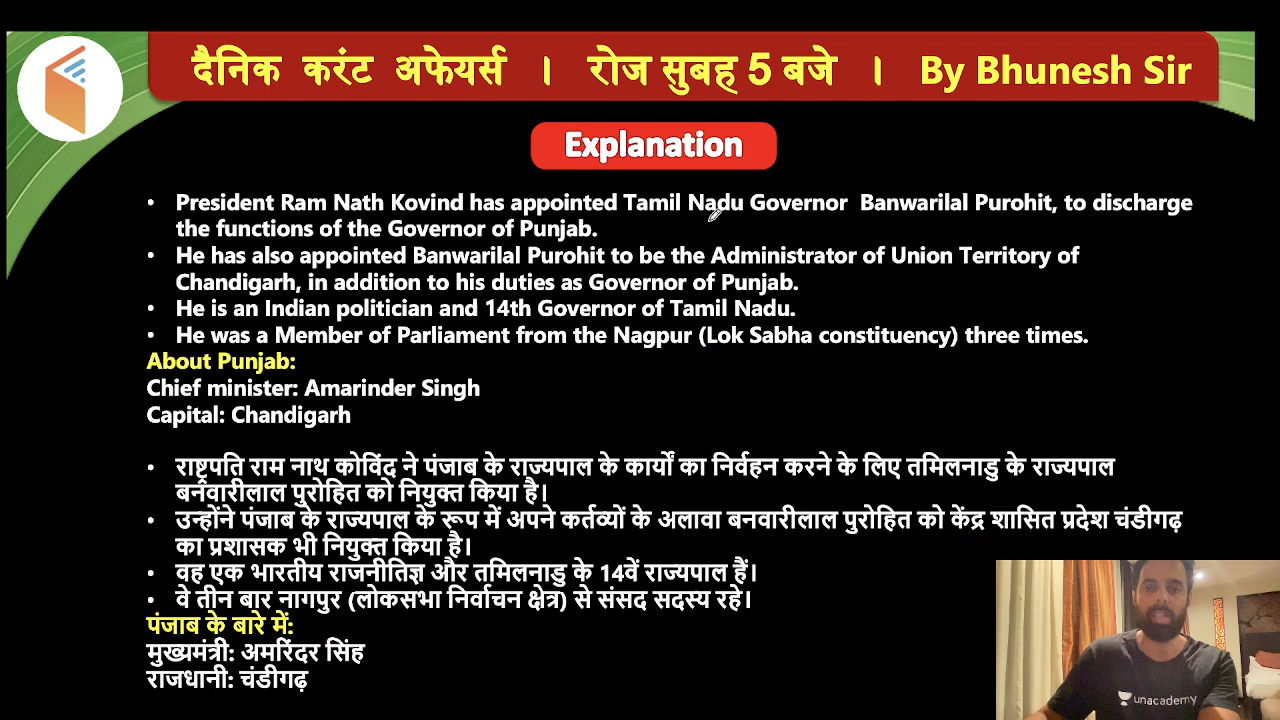 दैनिक करंट अफेयर्स । रोज सुबह 5 बजे । By Bhunesh Sir
Explanation
• President Ram Nath Kovind has appointed Tamil Nadu Governor Banwarilal Purohit, to discharge
the functions of the Governor of Punjab.
• He has also appointed Banwarilal Purohit to be the Administrator of Union Territory of
Chandigarh, in addition to his duties as Governor of Punjab.
• He is an Indian politician and 14th Governor of Tamil Nadu.
• He was a Member of Parliament from the Nagpur (Lok Sabha constituency) three times.
About Punjab:
Chief minister: Amarinder Singh
Capital: Chandigarh
• राष्ट्रपति राम नाथ कोविंद ने पंजाब के राज्यपाल के कार्यों का निर्वहन करने के लिए तमिलनाडु के राज्यपाल
बनवारीलाल पुरोहित को नियुक्त किया है।
• उन्होंने पंजाब के राज्यपाल के रूप में अपने कर्तव्यों के अलावा बनवारीलाल पुरोहित को केंद्र शासित प्रदेश चंडीगढ़
का प्रशासक भी नियुक्त किया है।
• वह एक भारतीय राजनीतिज्ञ और तमिलनाडु के 14वें राज्यपाल हैं।
• वे तीन बार नागपुर (लोकसभा निर्वाचन क्षेत्र) से संसद सदस्य रहे।
पंजाब के बारे में:
मुख्यमंत्री: अमरिंदर सिंह
राजधानी: चंडीगढ़
unacademy